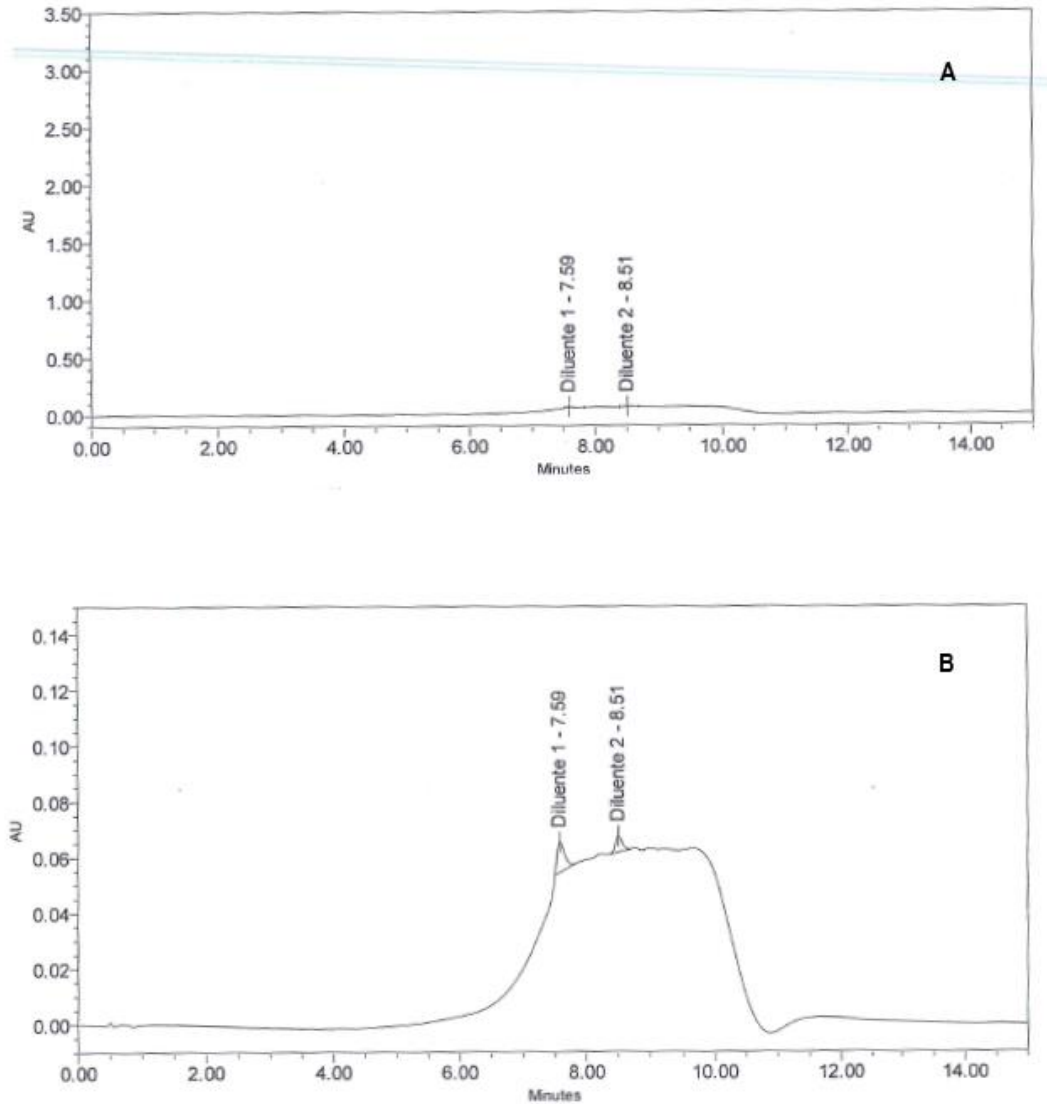 3.50
3.00
A
2.50
2.00
AU
1.50
1.00
0.50
0.00
Diluente 1 - 7.59
Diluente 2 - 8.51
0.00 2.00 4.00 6.00 8.00 10.00 12.00 14.00
Minutes
0.14
B
0.12
0.10
0.08
AU
0.06
0.04
0.02
0.00
Diluente 1 - 7.59
Diluente 2 - 8.51
0.00 2.00 4.00 6.00 8.00 10.00 12.00 14.00
Minutes